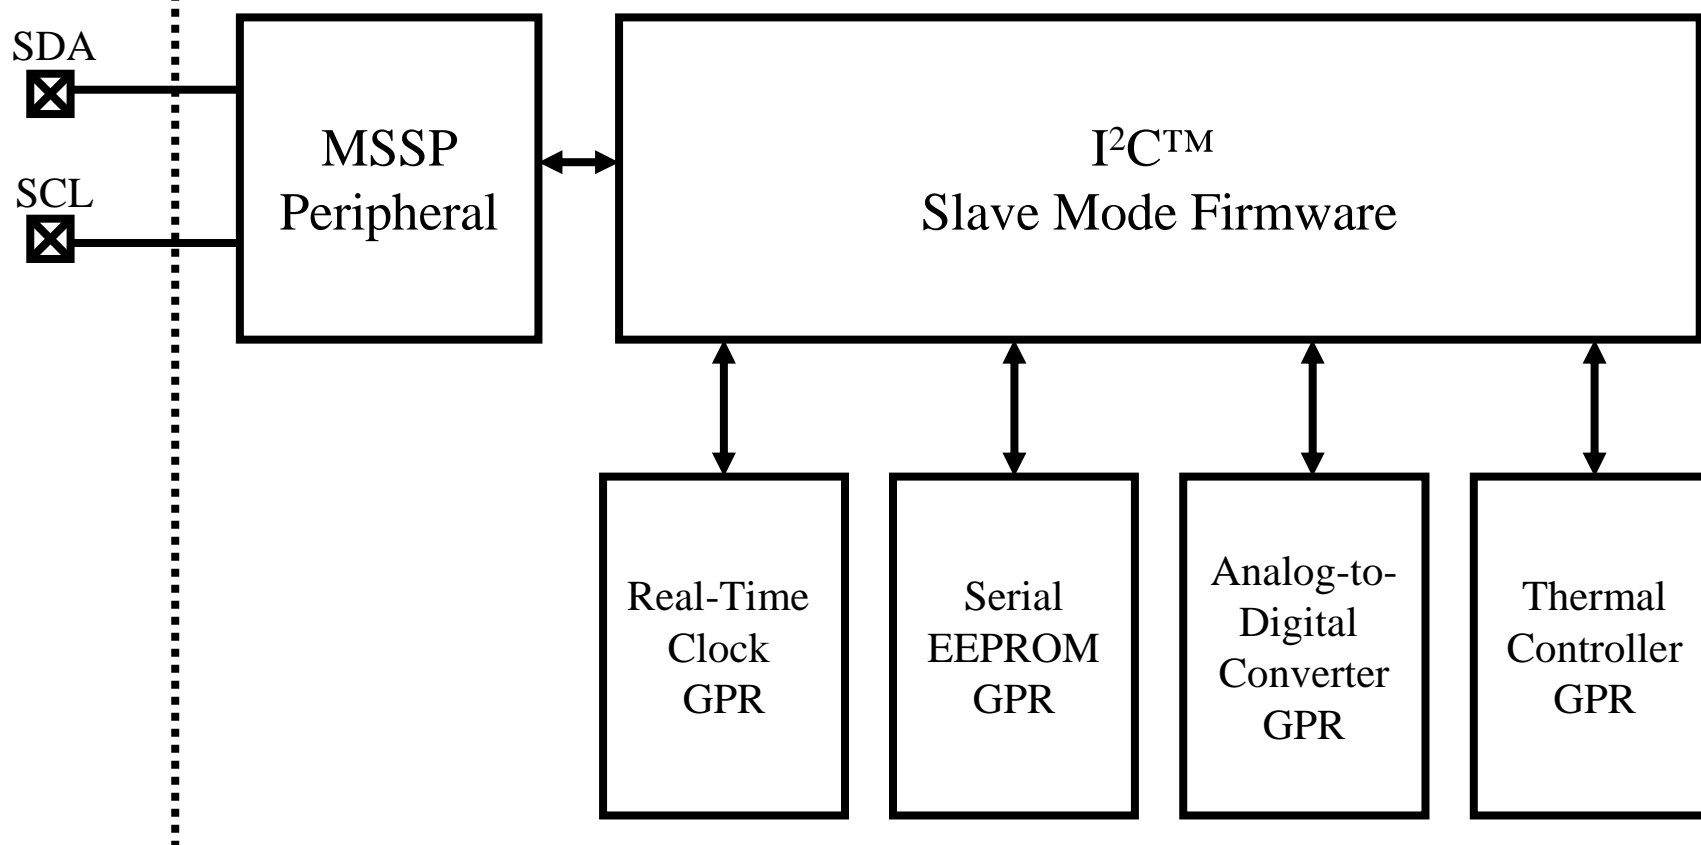 SDA
SCL
MSSP
Peripheral
I²C™
Slave Mode Firmware
Real-Time
Clock
GPR
Serial
EEPROM
GPR
Analog-to-
Digital
Converter
GPR
Thermal
Controller
GPR